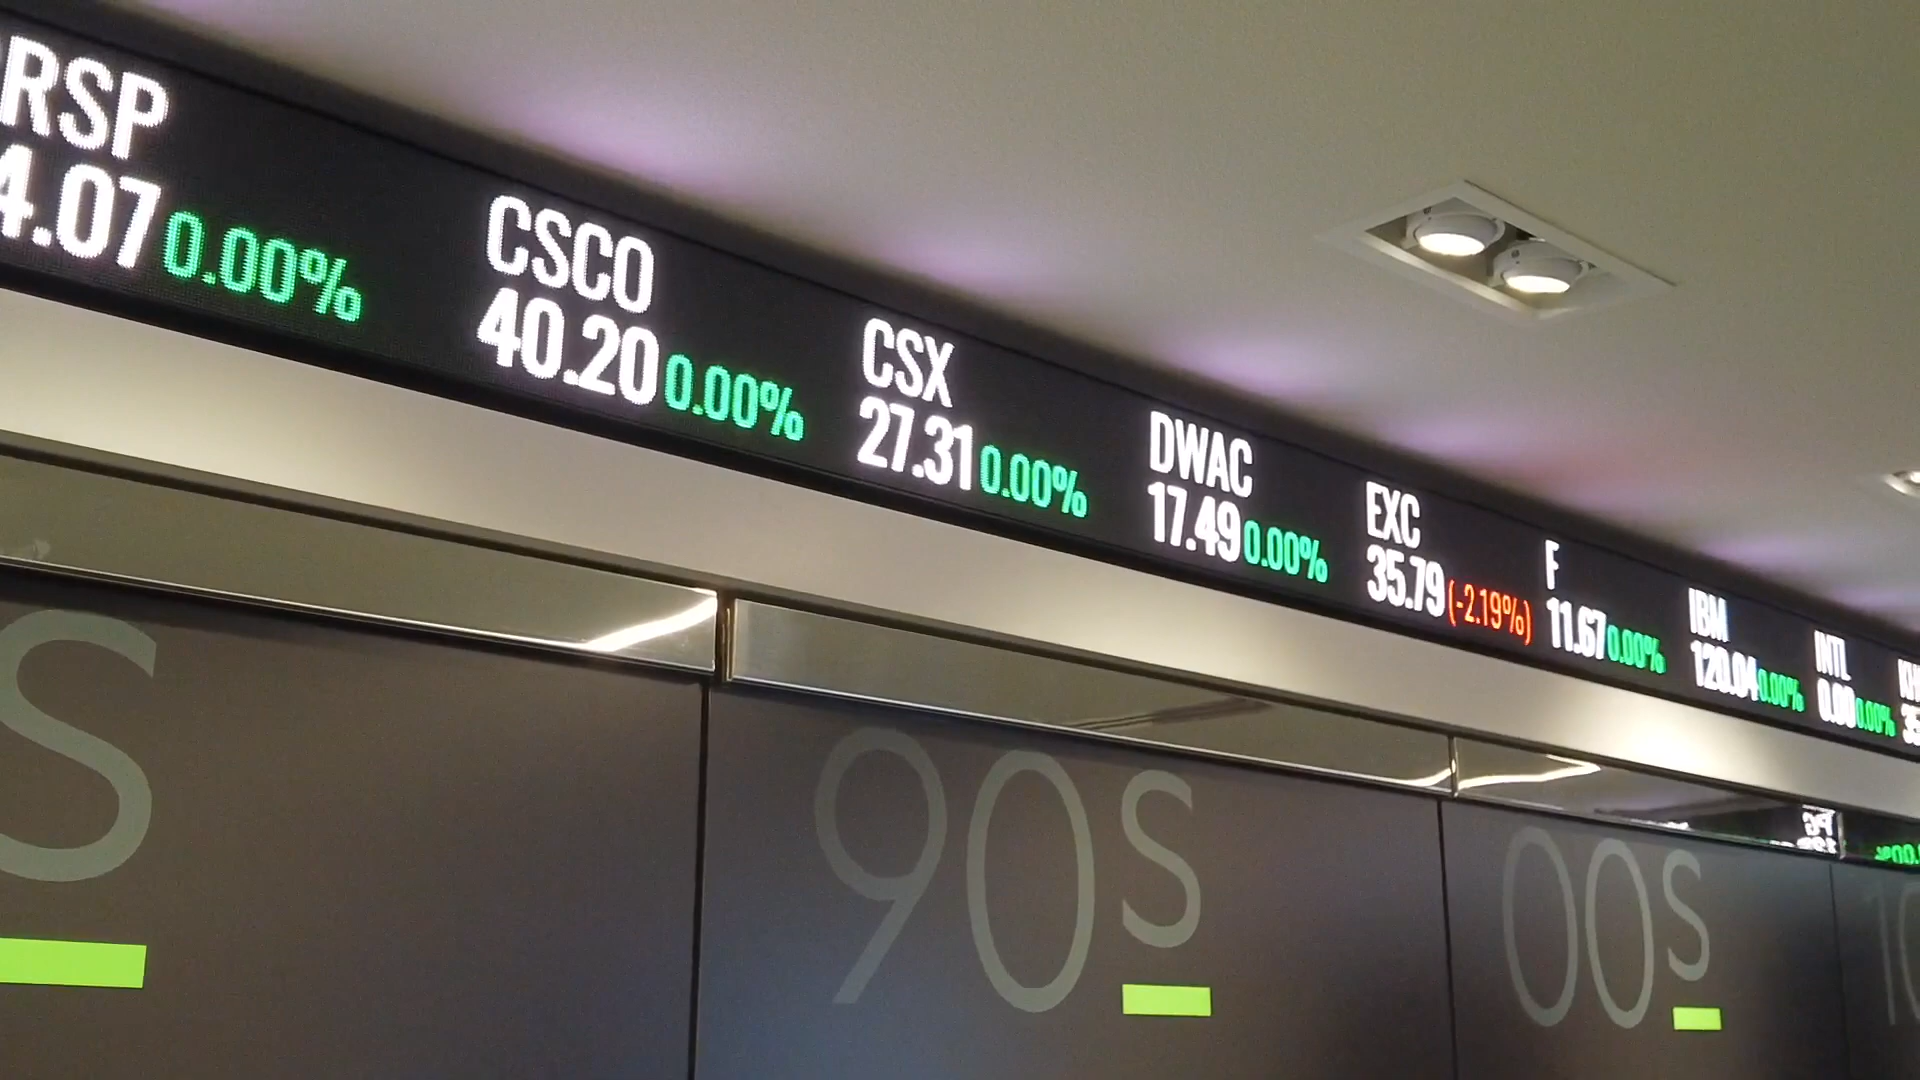 RSP
4.07 0.00%
CSCO
40.20 0.00%
CSX
27.31 0.00%
DWAC
17.49 0.00%
EXC
35.79 (-2.19%)
F
11.67 0.00%
IBM
120.04 0.00%
INTL
0.00 0.00%
S
90S
00S